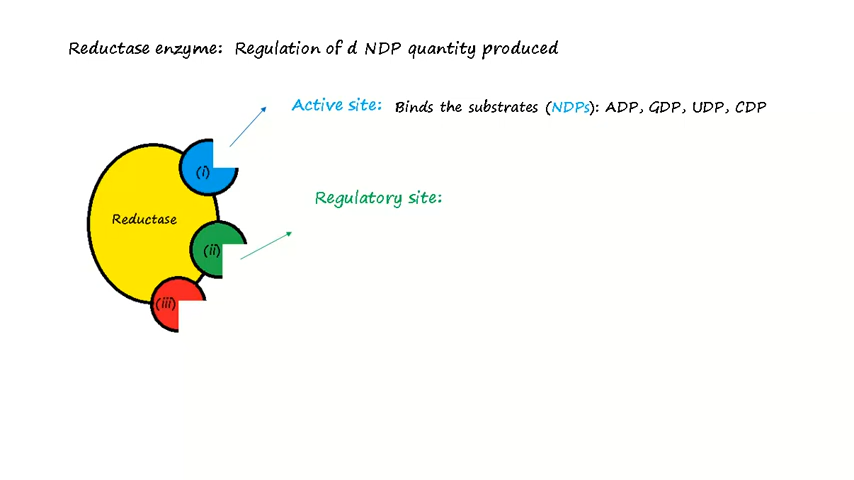 Reductase enzyme: Regulation of d NDP quantity produced
Active site: Binds the substrates (NDPs): ADP, GDP, UDP, CDP
(i)
Regulatory site:
Reductase
(ii)
(iii)